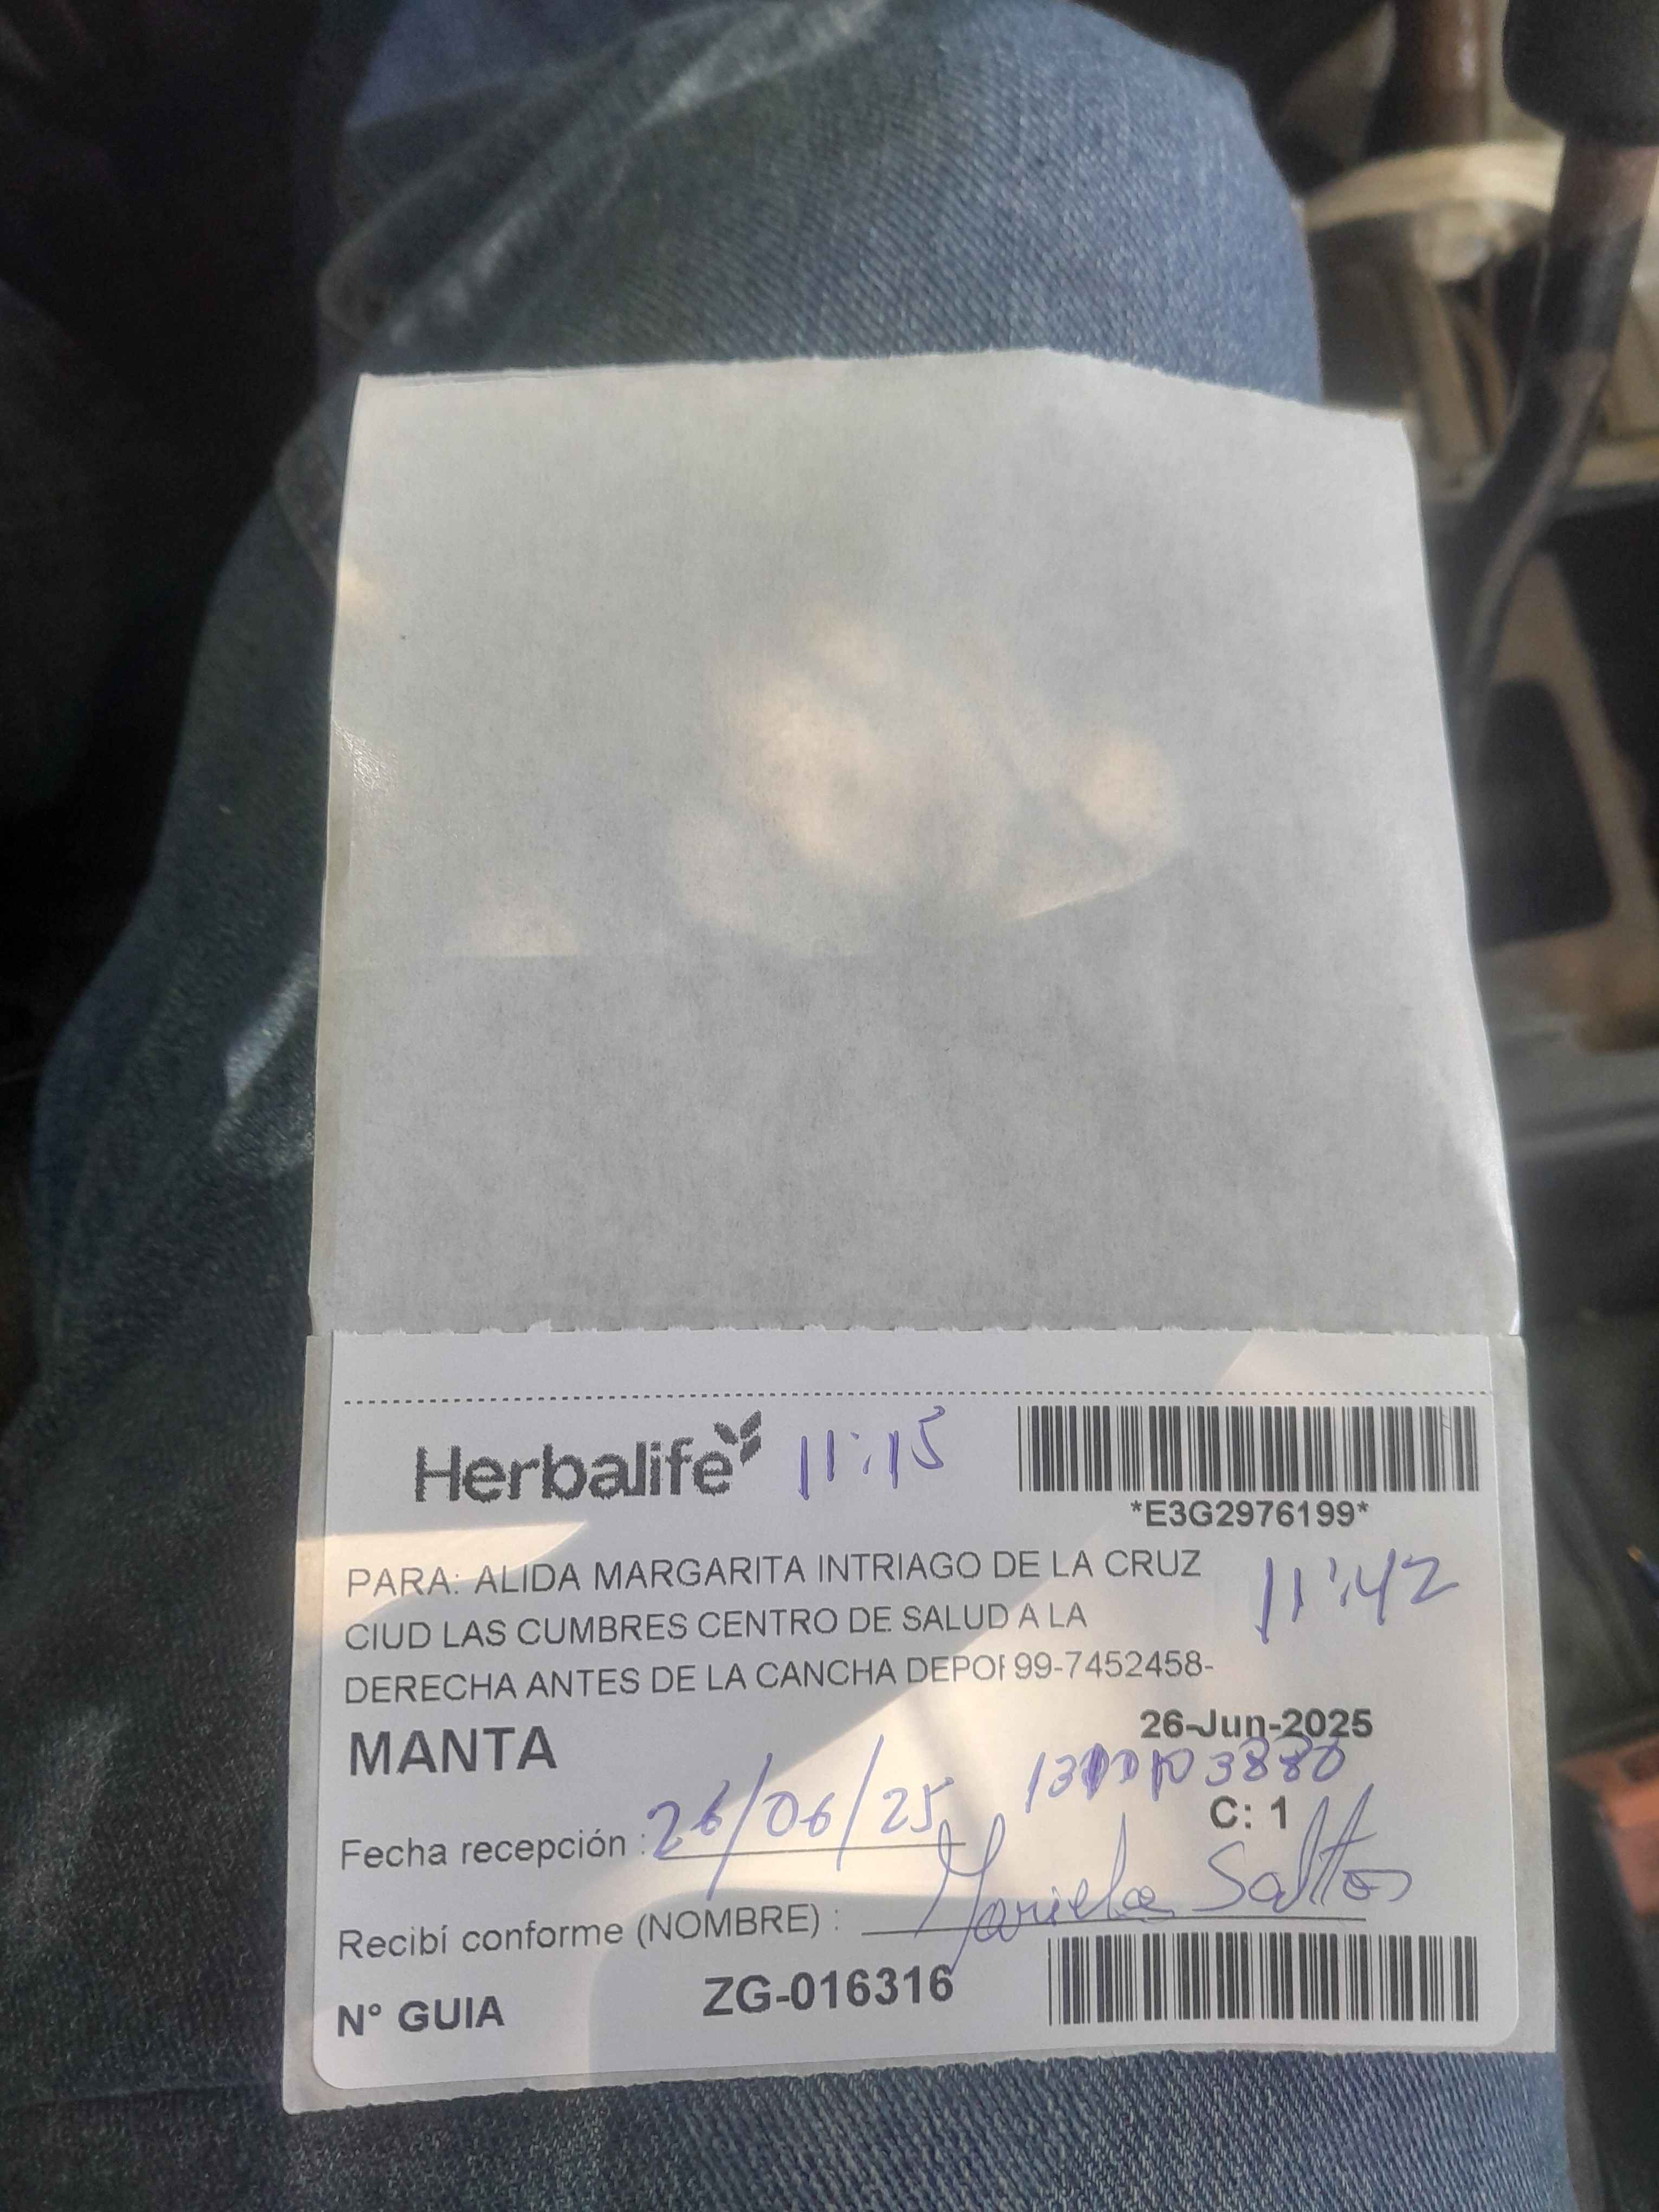 Herbalife 11:15
*E3G2976199*
PARA: ALIDA MARGARITA INTRIAGO DE LA CRUZ
11:42
CIUD LAS CUMBRES CENTRO DE SALUD A LA
DERECHA ANTES DE LA CANCHA DEPOR 99-7452458-
26-Jun-2025
MANTA
C: 1
Fecha recepción : 26/06/25
Recibí conforme (NOMBRE) : Mariela Saltos
N° GUIA ZG-016316